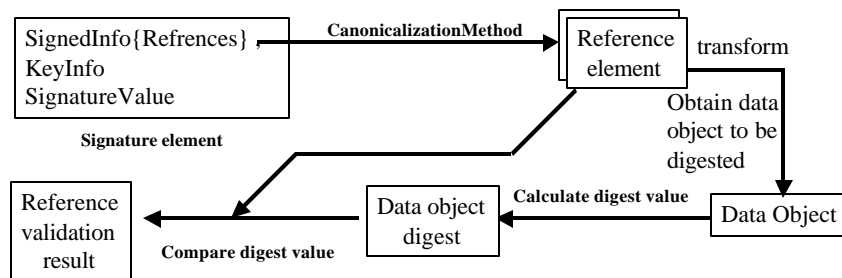 SignedInfo{Refrences} ,
KeyInfo
SignatureValue
Signature element
CanonicalizationMethod
Reference
element
transform
Obtain data
object to be
digested
Data Object
Calculate digest value
Data object
digest
Compare digest value
Reference
validation
result